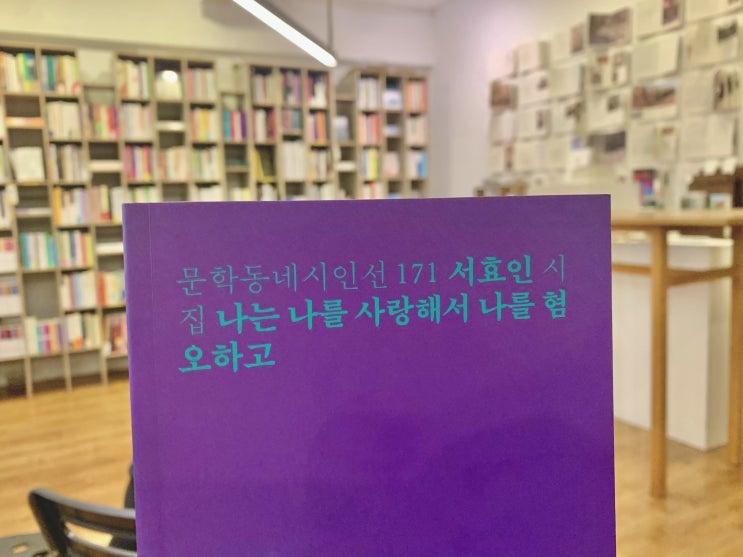 문학동네시인선 171 서효인 시
집 나는 나를 사랑해서 나를 혐
오하고